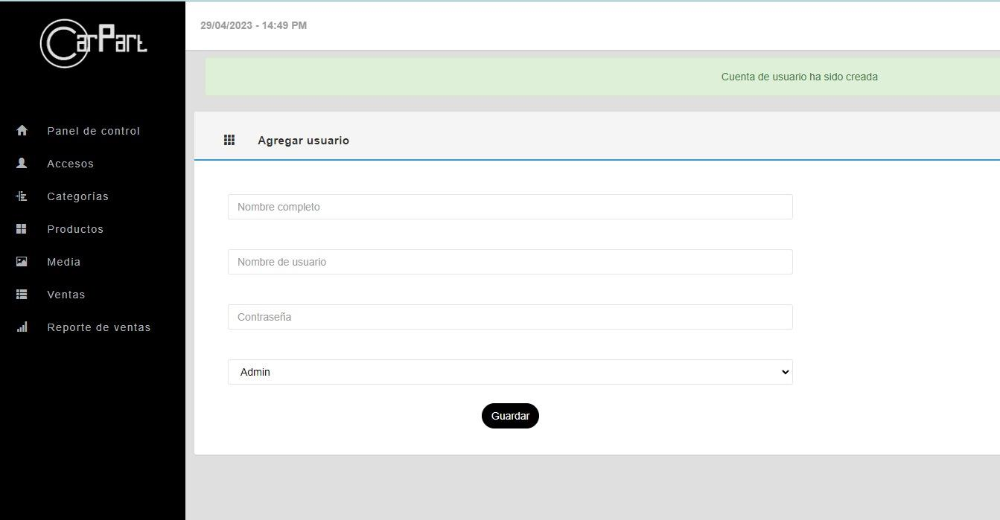 CarPart
29/04/2023 - 14:49 PM
Cuenta de usuario ha sido creada
Panel de control
Accesos
Categorías
Productos
Media
Ventas
Reporte de ventas
Agregar usuario
Nombre completo
Nombre de usuario
Contraseña
Admin
Guardar